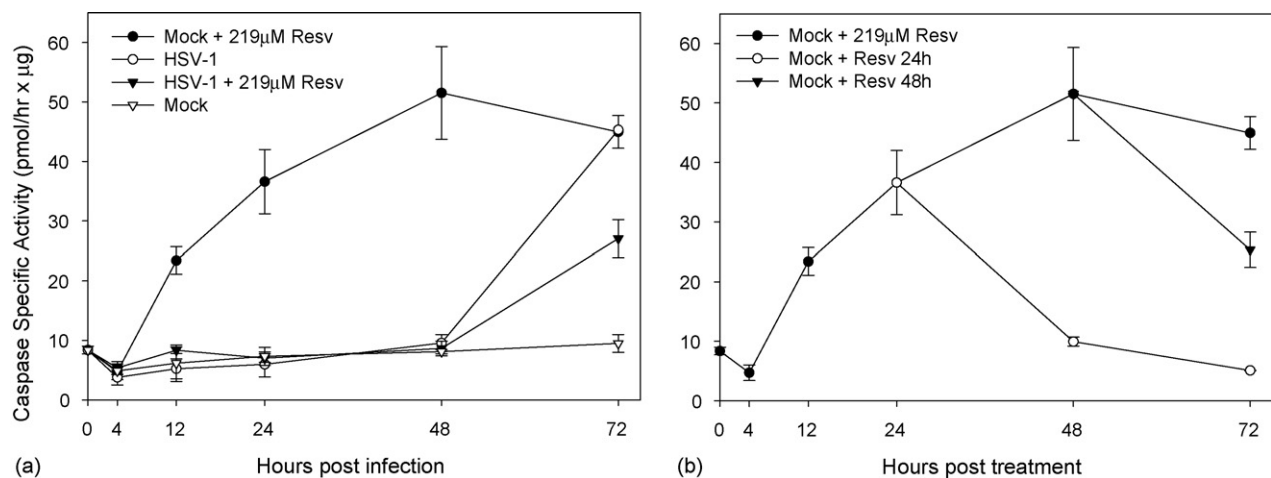 Mock + 219μM Resv
HSV-1
HSV-1 + 219μM Resv
Mock
60
50
40
30
20
10
0
Caspase Specific Activity (pmol/hr x μg)
0 4 12 24 48 72
(a) Hours post infection
Mock + 219μM Resv
Mock + Resv 24h
Mock + Resv 48h
60
50
40
30
20
10
0
0 4 12 24 48 72
(b) Hours post treatment